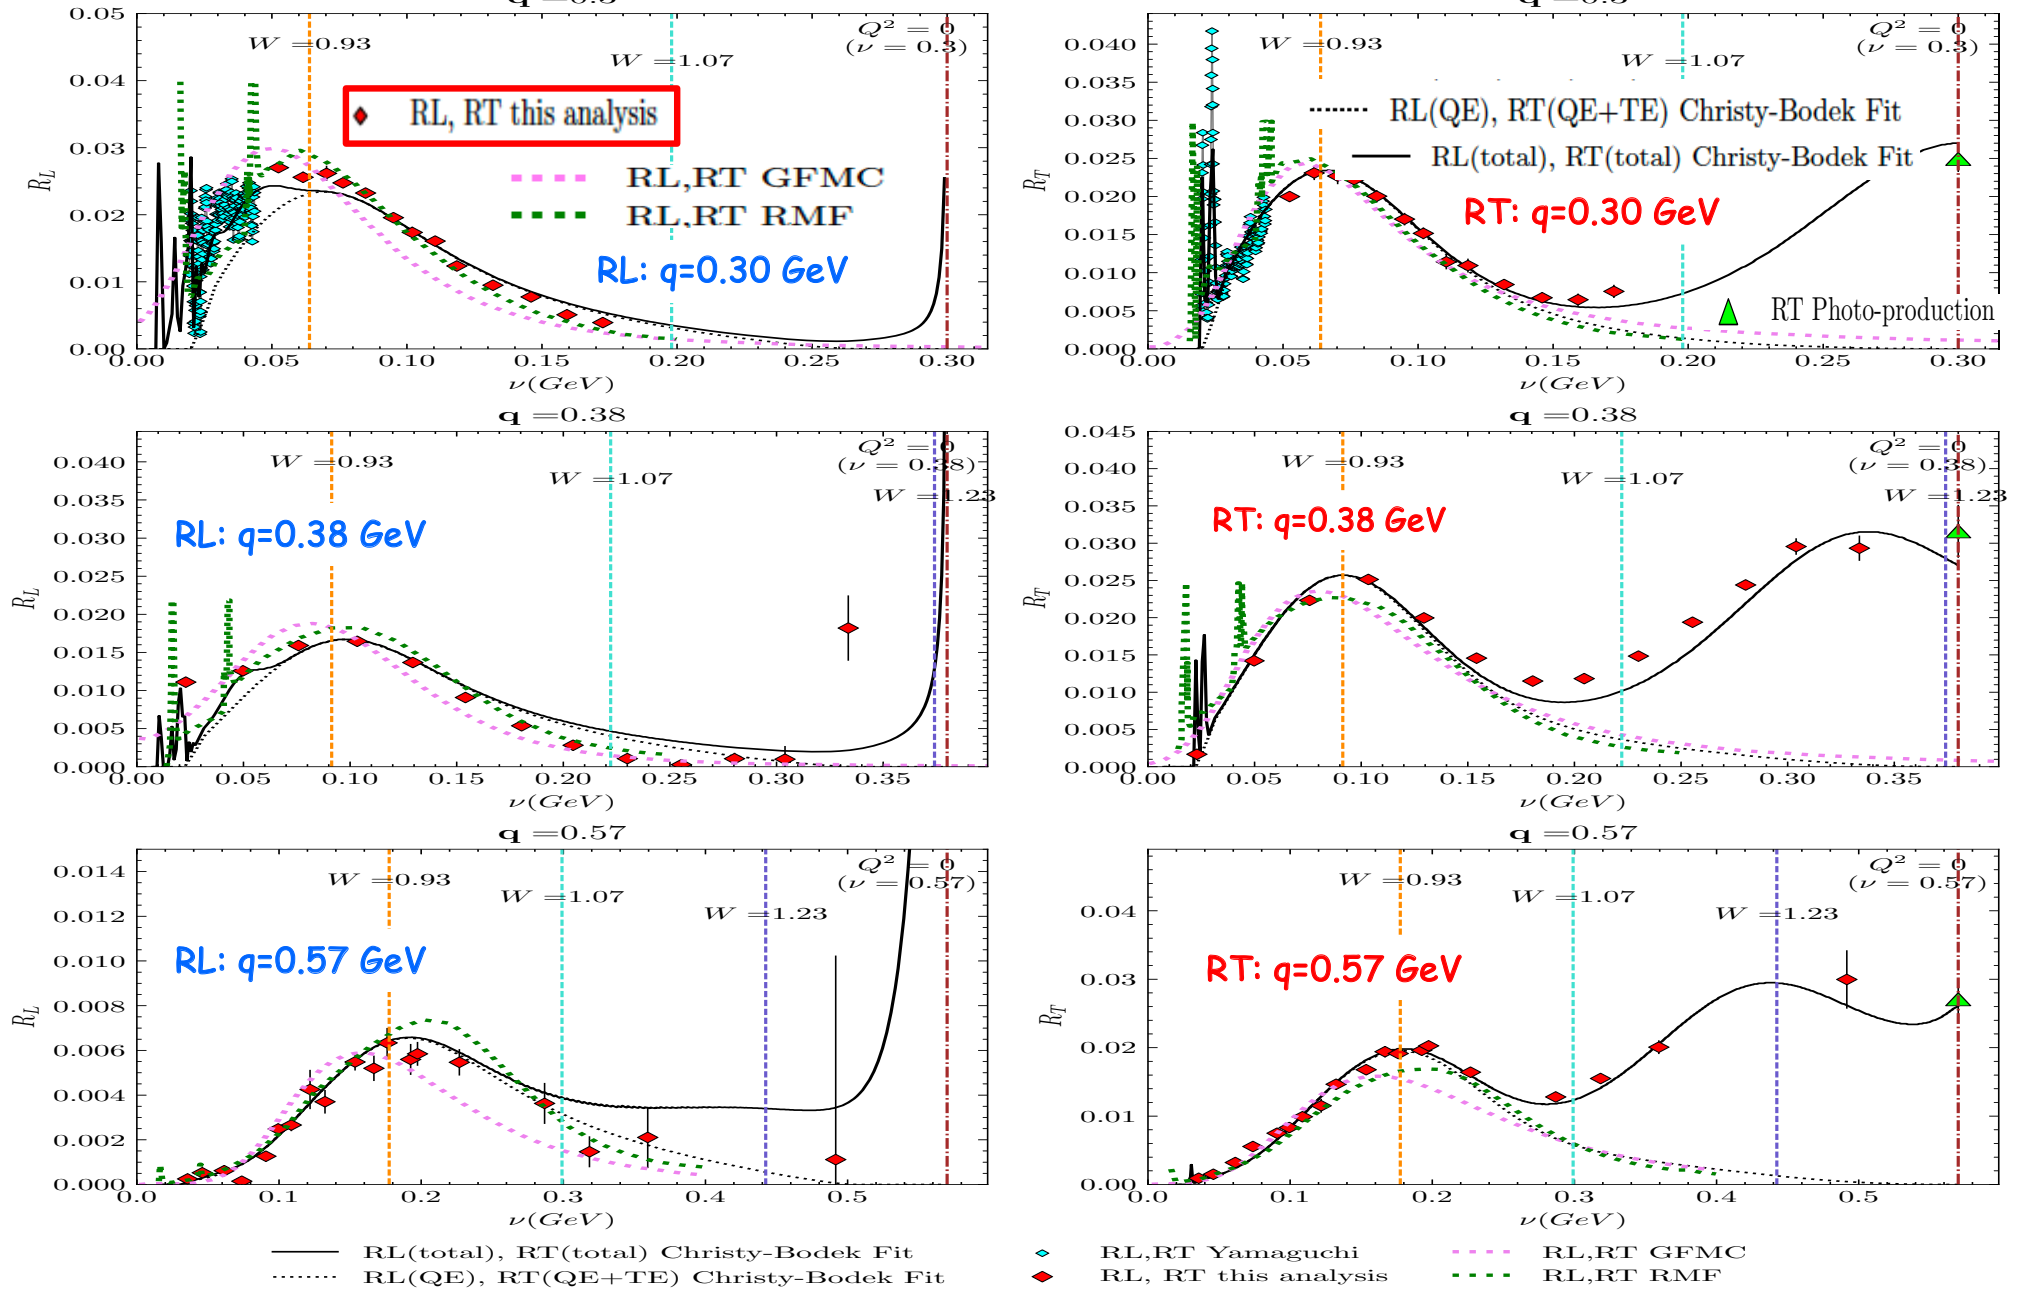 W =0.93
W =1.07
Q² = 0
(ν = 0.3)
RL, RT this analysis
RL,RT GFMC
RL,RT RMF
RL: q=0.30 GeV
R_L
0.05
0.04
0.03
0.02
0.01
0.00
0.00 0.05 0.10 0.15 0.20 0.25 0.30
ν(GeV)
W =0.93
W =1.07
Q² = 0
(ν = 0.3)
RL(QE), RT(QE+TE) Christy-Bodek Fit
RL(total), RT(total) Christy-Bodek Fit
RT: q=0.30 GeV
RT Photo-production
R_T
0.040
0.035
0.030
0.025
0.020
0.015
0.010
0.005
0.000
0.00 0.05 0.10 0.15 0.20 0.25 0.30
ν(GeV)
q =0.38
W =0.93
W =1.07
Q² = 0
(ν = 0.38)
W =1.23
RL: q=0.38 GeV
R_L
0.040
0.035
0.030
0.025
0.020
0.015
0.010
0.005
0.000
0.00 0.05 0.10 0.15 0.20 0.25 0.30 0.35
ν(GeV)
q =0.38
W =0.93
W =1.07
Q² = 0
(ν = 0.38)
W =1.23
RT: q=0.38 GeV
R_T
0.045
0.040
0.035
0.030
0.025
0.020
0.015
0.010
0.005
0.000
0.00 0.05 0.10 0.15 0.20 0.25 0.30 0.35
ν(GeV)
q =0.57
W =0.93
W =1.07
W =1.23
Q² = 0
(ν = 0.57)
RL: q=0.57 GeV
R_L
0.014
0.012
0.010
0.008
0.006
0.004
0.002
0.000
0.0 0.1 0.2 0.3 0.4 0.5
ν(GeV)
q =0.57
W =0.93
W =1.07
W =1.23
Q² = 0
(ν = 0.57)
RT: q=0.57 GeV
R_T
0.04
0.03
0.02
0.01
0.00
0.0 0.1 0.2 0.3 0.4 0.5
ν(GeV)
RL(total), RT(total) Christy-Bodek Fit
RL(QE), RT(QE+TE) Christy-Bodek Fit
RL,RT Yamaguchi
RL, RT this analysis
RL,RT GFMC
RL,RT RMF